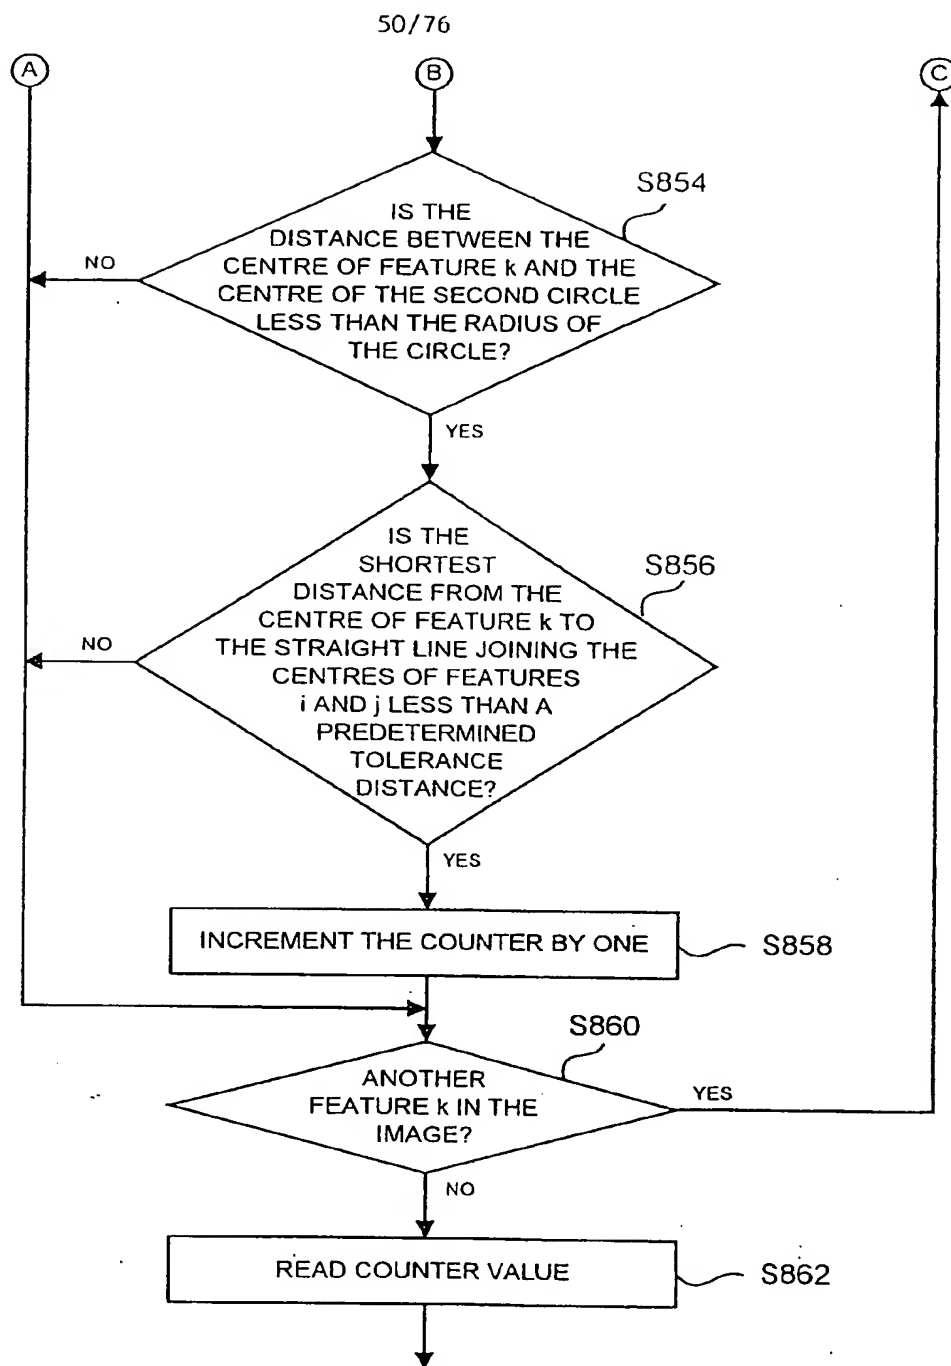 50/76
A
B
C
S854
IS THE
DISTANCE BETWEEN THE
CENTRE OF FEATURE k AND THE
CENTRE OF THE SECOND CIRCLE
LESS THAN THE RADIUS OF
THE CIRCLE?
NO
YES
S856
IS THE
SHORTEST
DISTANCE FROM THE
CENTRE OF FEATURE k TO
THE STRAIGHT LINE JOINING THE
CENTRES OF FEATURES
i AND j LESS THAN A
PREDETERMINED
TOLERANCE
DISTANCE?
NO
YES
INCREMENT THE COUNTER BY ONE
S858
S860
ANOTHER
FEATURE k IN THE
IMAGE?
YES
NO
READ COUNTER VALUE
S862